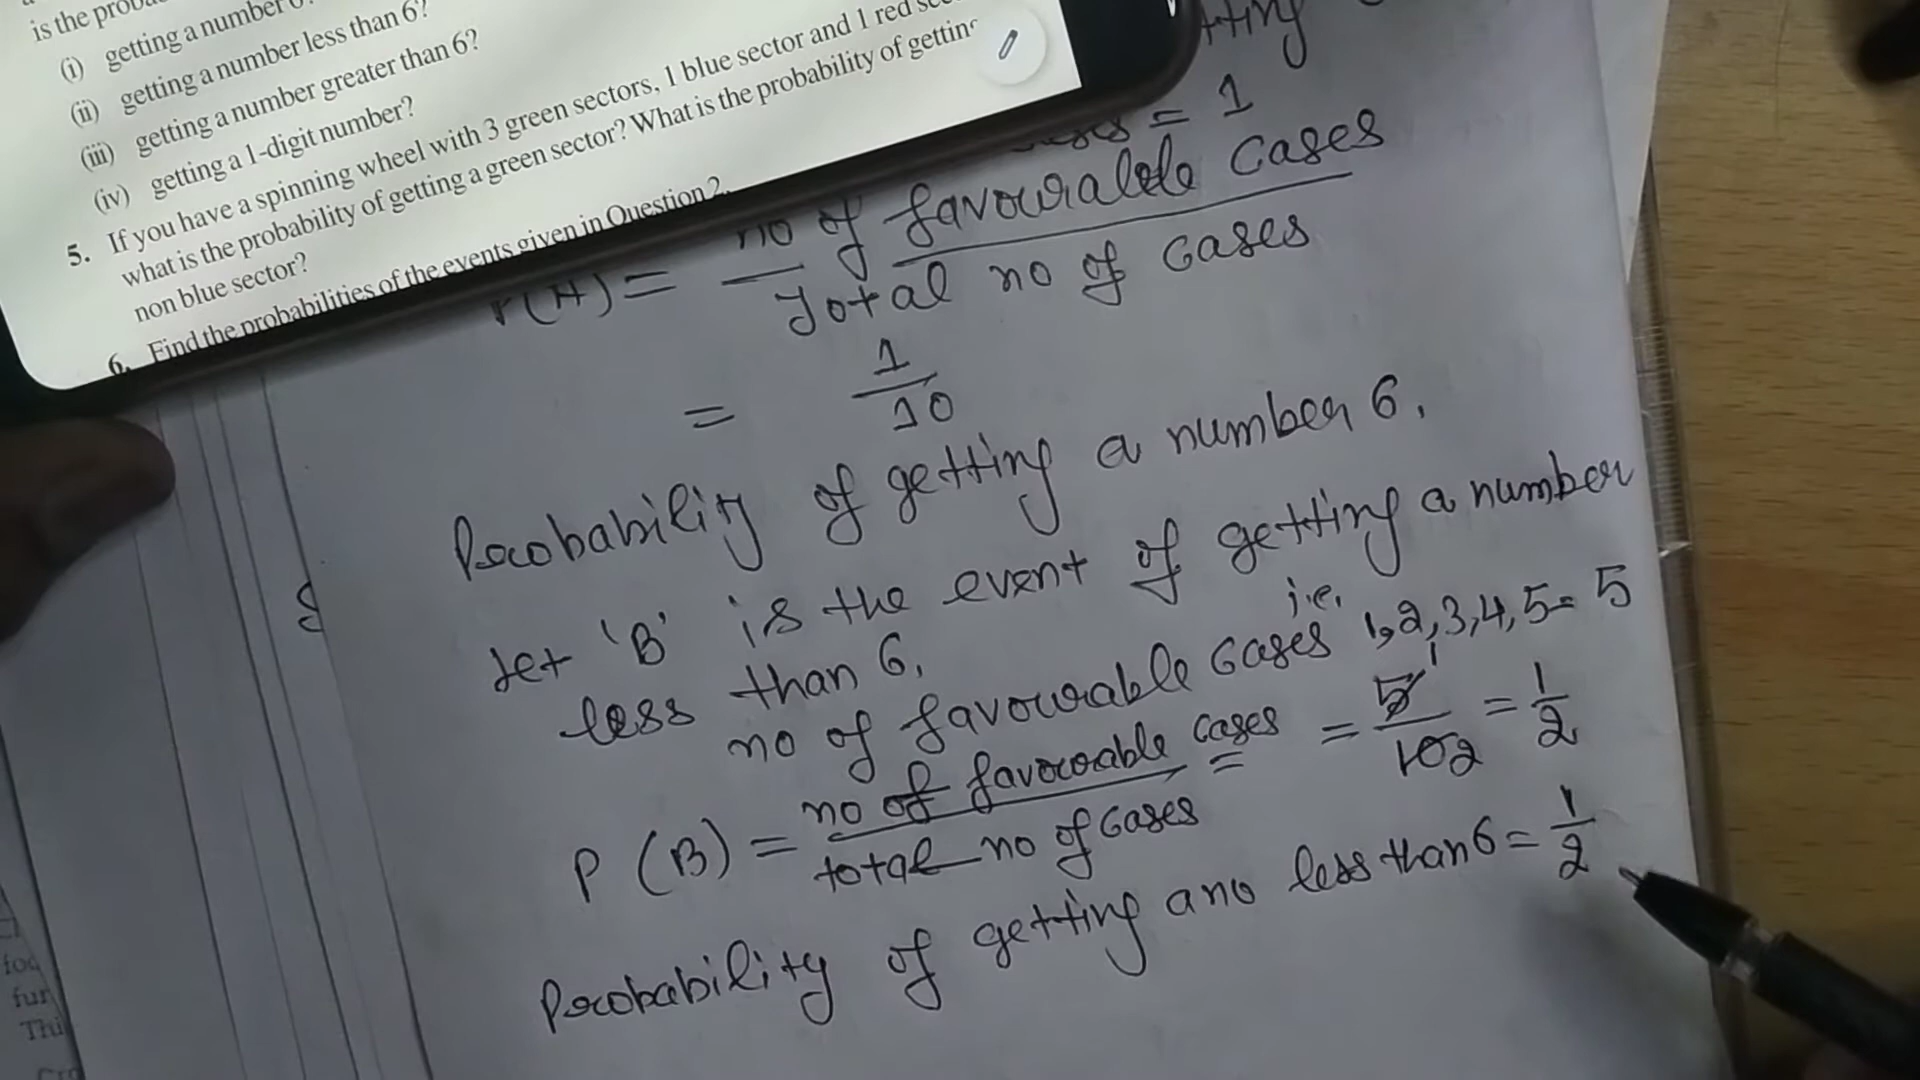 is the
(i) getting a number
(ii) getting a number less than 6?
(iii) getting a number greater than 6?
(iv) getting a 1-digit number?
5. If you have a spinning wheel with 3 green sectors, 1 blue sector and 1 red
what is the probability of getting a green sector? What is the probability of getting
non blue sector?
6. Find the probabilities of the events given in Question 2.
= 1
no of favourable cases
= Total no of cases
= 1/10
Probability of getting a number 6.
Let 'B' is the event of getting a number
less than 6.
no of favourable cases i.e. 1,2,3,4,5 = 5
P(B) = no of favourable cases / total no of cases = 5/10 = 1/2
Probability of getting a no less than 6 = 1/2
fur